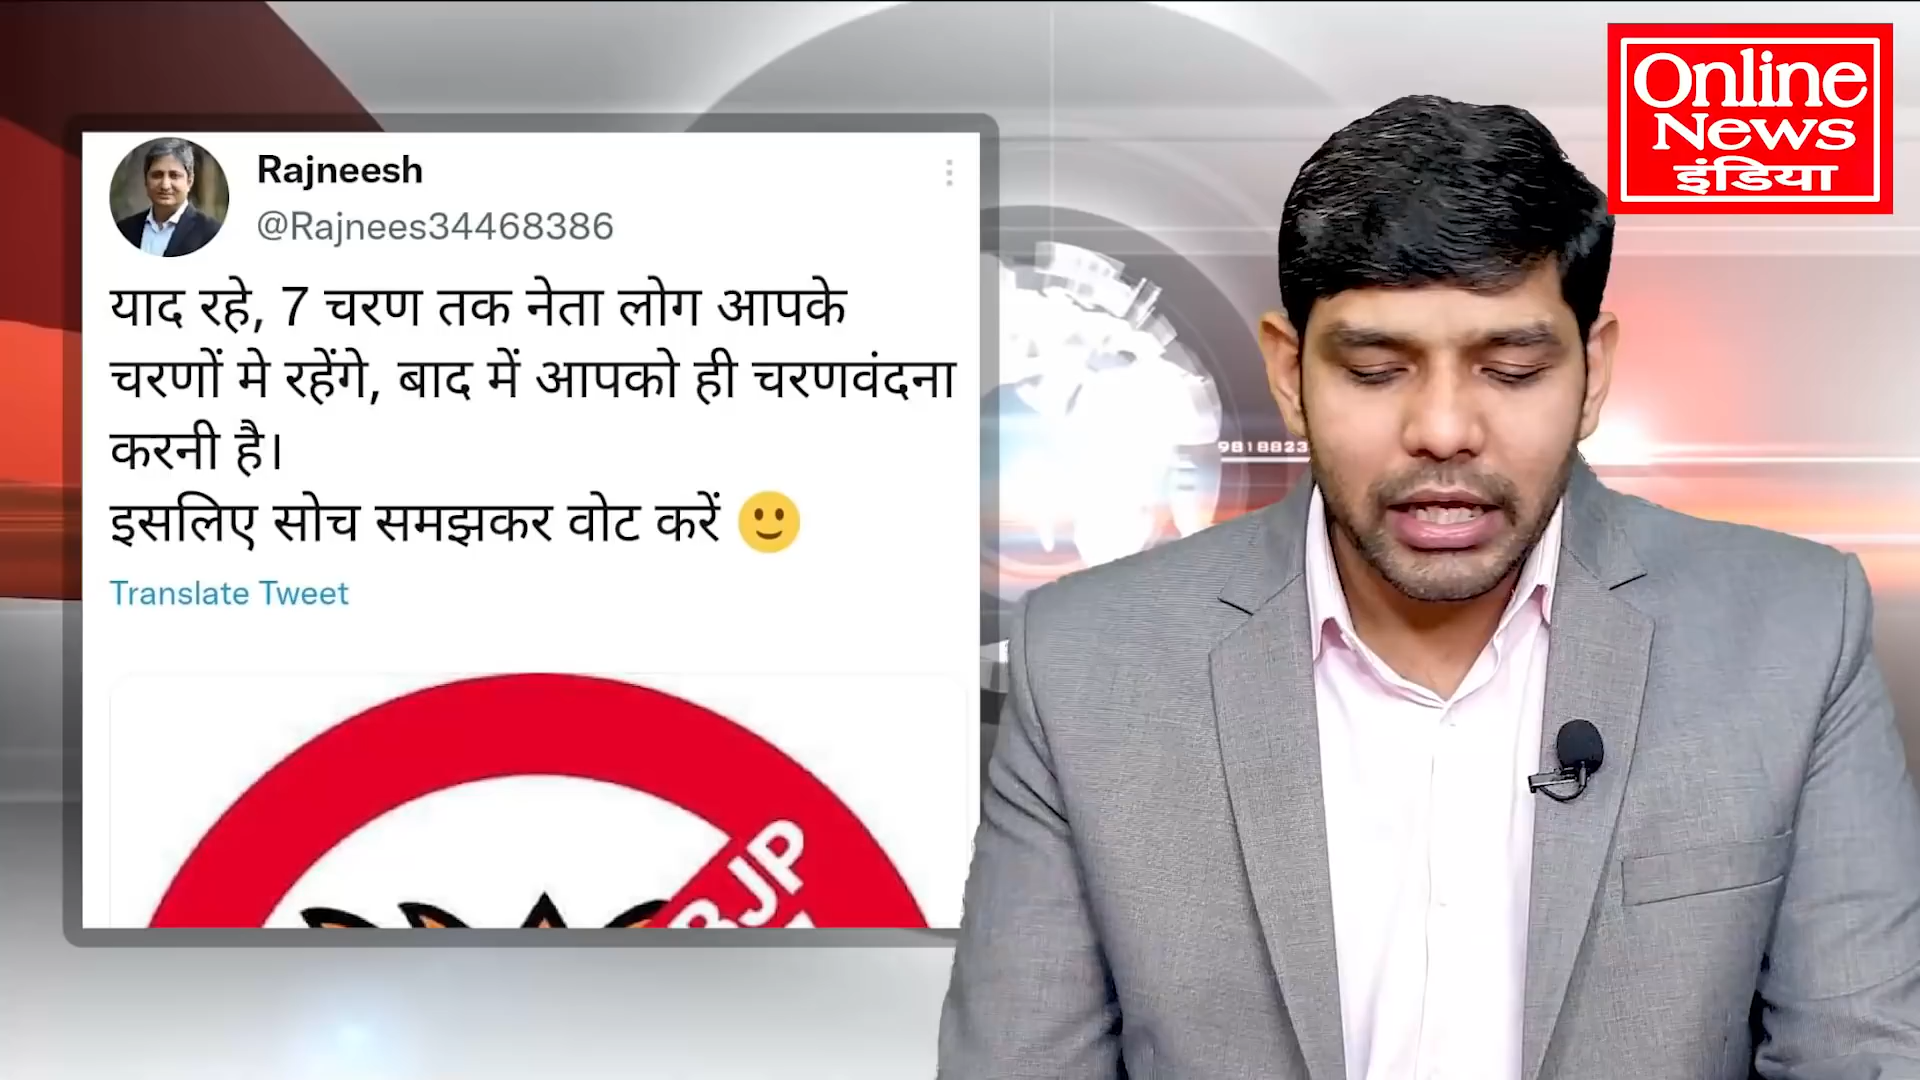 Rajneesh
@Rajnees34468386
याद रहे, 7 चरण तक नेता लोग आपके
चरणों मे रहेंगे, बाद में आपको ही चरणवंदना
करनी है।
इसलिए सोच समझकर वोट करें 🙂
Translate Tweet
BJP
9818823
Online
News
इंडिया